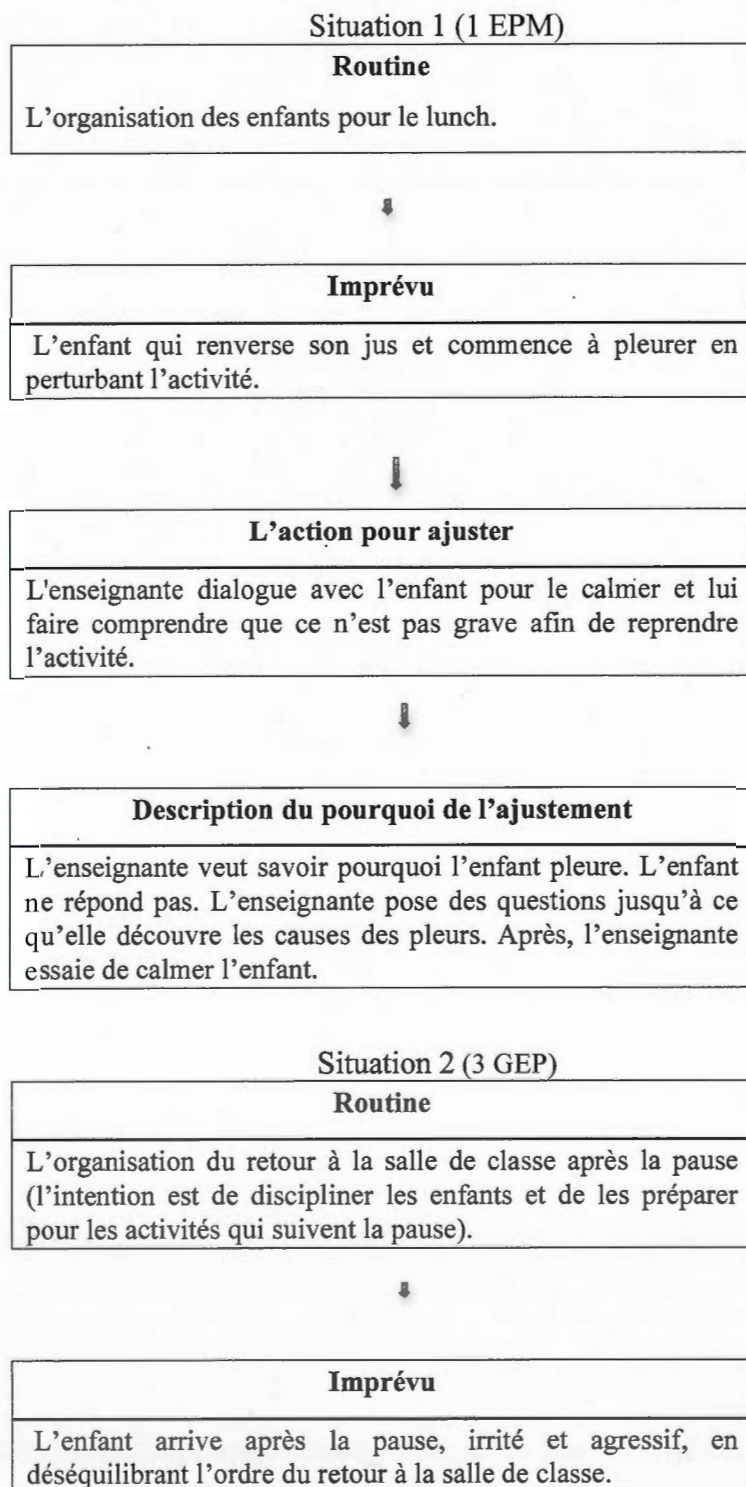 Situation 1 (1 EPM)
Routine
L'organisation des enfants pour le lunch.
Imprévu
L'enfant qui renverse son jus et commence à pleurer en
perturbant l'activité.
L'action pour ajuster
L'enseignante dialogue avec l'enfant pour le calmer et lui
faire comprendre que ce n'est pas grave afin de reprendre
l'activité.
Description du pourquoi de l'ajustement
L'enseignante veut savoir pourquoi l'enfant pleure. L'enfant
ne répond pas. L'enseignante pose des questions jusqu'à ce
qu'elle découvre les causes des pleurs. Après, l'enseignante
essaie de calmer l'enfant.
Situation 2 (3 GEP)
Routine
L'organisation du retour à la salle de classe après la pause
(l'intention est de discipliner les enfants et de les préparer
pour les activités qui suivent la pause).
Imprévu
L'enfant arrive après la pause, irrité et agressif, en
déséquilibrant l'ordre du retour à la salle de classe.